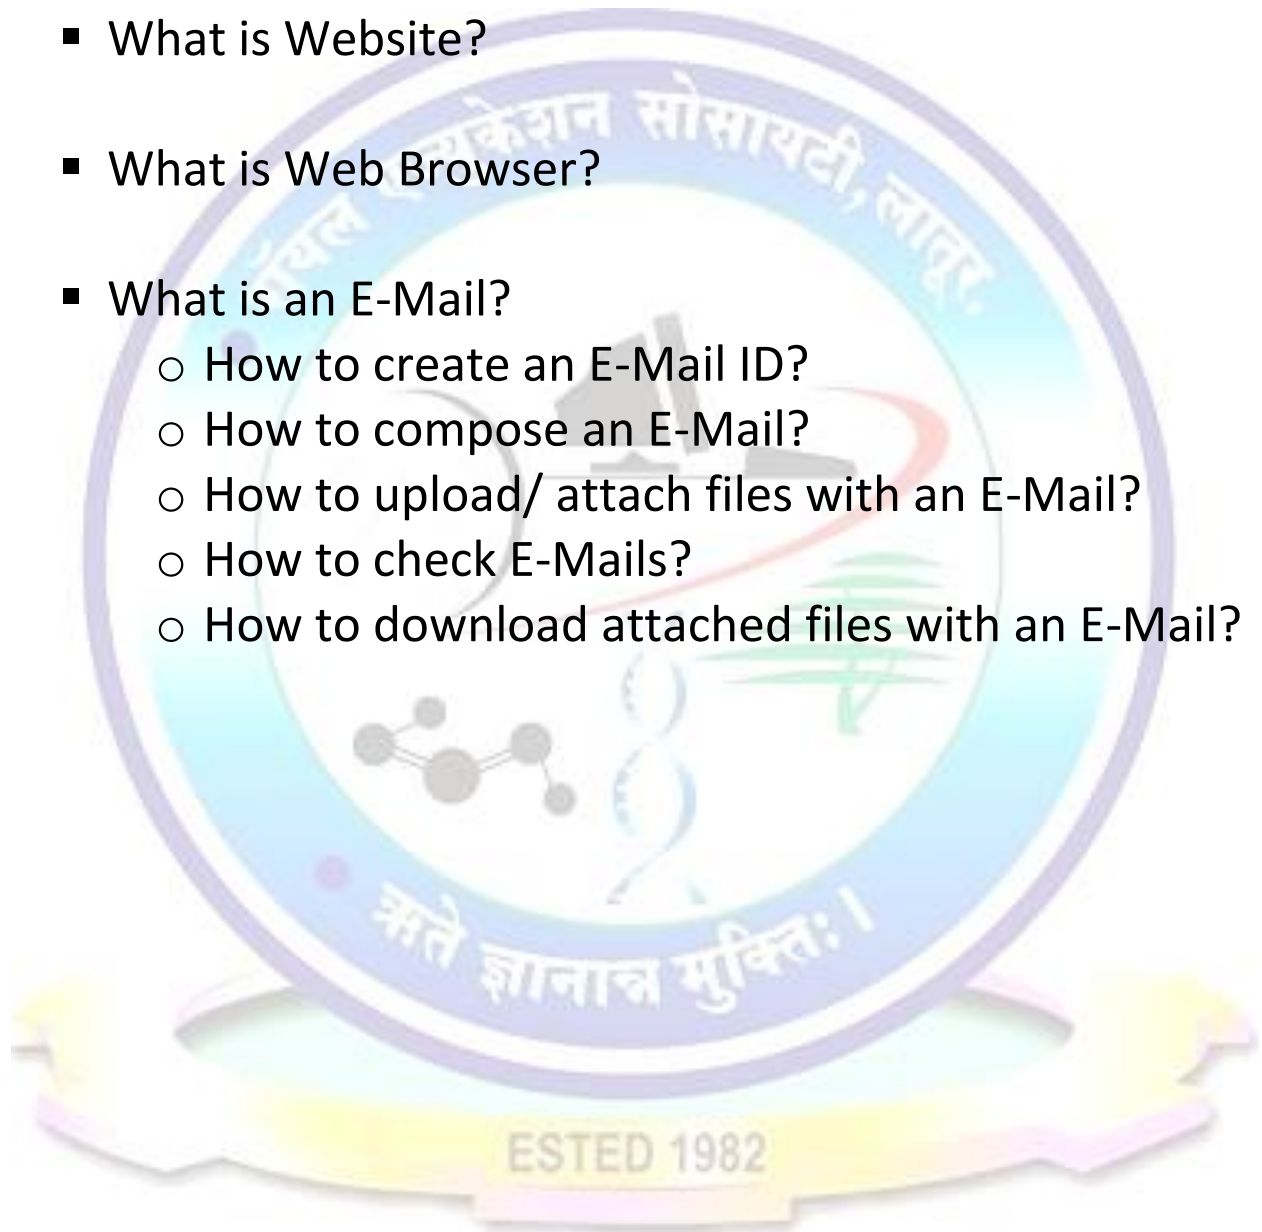 ▪ What is Website?
▪ What is Web Browser?
▪ What is an E-Mail?
o How to create an E-Mail ID?
o How to compose an E-Mail?
o How to upload/ attach files with an E-Mail?
o How to check E-Mails?
o How to download attached files with an E-Mail?
सोसायटी, लातूर.
ऋते ज्ञानान्न मुक्तिः।
ESTED 1982